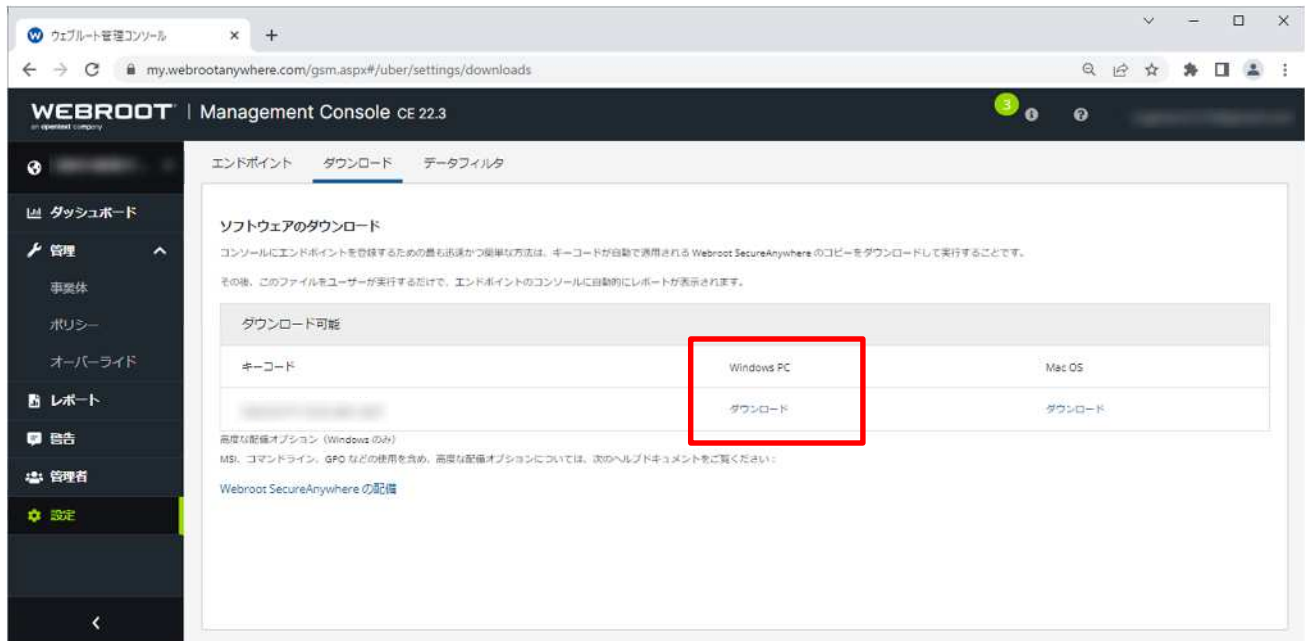 ウェブルート管理コンソール
my.webrootanywhere.com/gsm.aspx#/uber/settings/downloads
WEBROOT
an opentext company
Management Console CE 22.3
3
エンドポイント ダウンロード データフィルタ
ダッシュボード
管理
事業体
ポリシー
オーバーライド
レポート
警告
管理者
設定
ソフトウェアのダウンロード
コンソールにエンドポイントを登録するための最も迅速かつ簡単な方法は、キーコードが自動で適用される Webroot SecureAnywhere のコピーをダウンロードして実行することです。
その後、このファイルをユーザーが実行するだけで、エンドポイントのコンソールに自動的にレポートが表示されます。
ダウンロード可能
キーコード Windows PC Mac OS
ダウンロード ダウンロード
高度な配備オプション（Windows のみ）
MSI、コマンドライン、GPO などの使用を含め、高度な配備オプションについては、次のヘルプドキュメントをご覧ください：
Webroot SecureAnywhere の配備